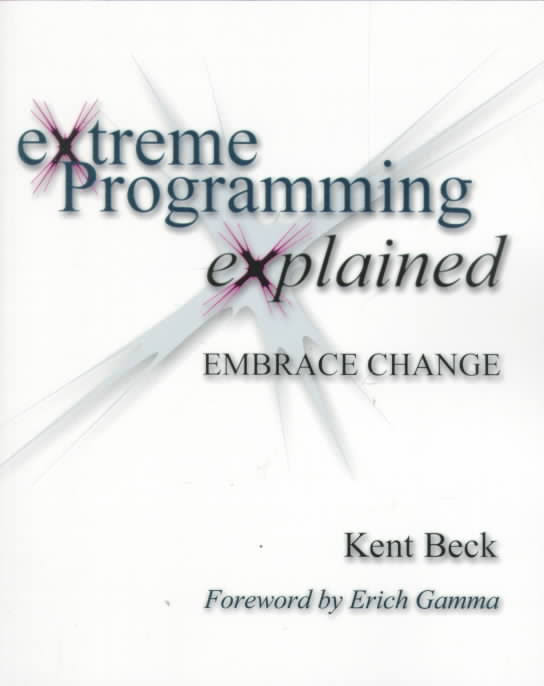 eXtreme
Programming
eXplained
EMBRACE CHANGE
Kent Beck
Foreword by Erich Gamma